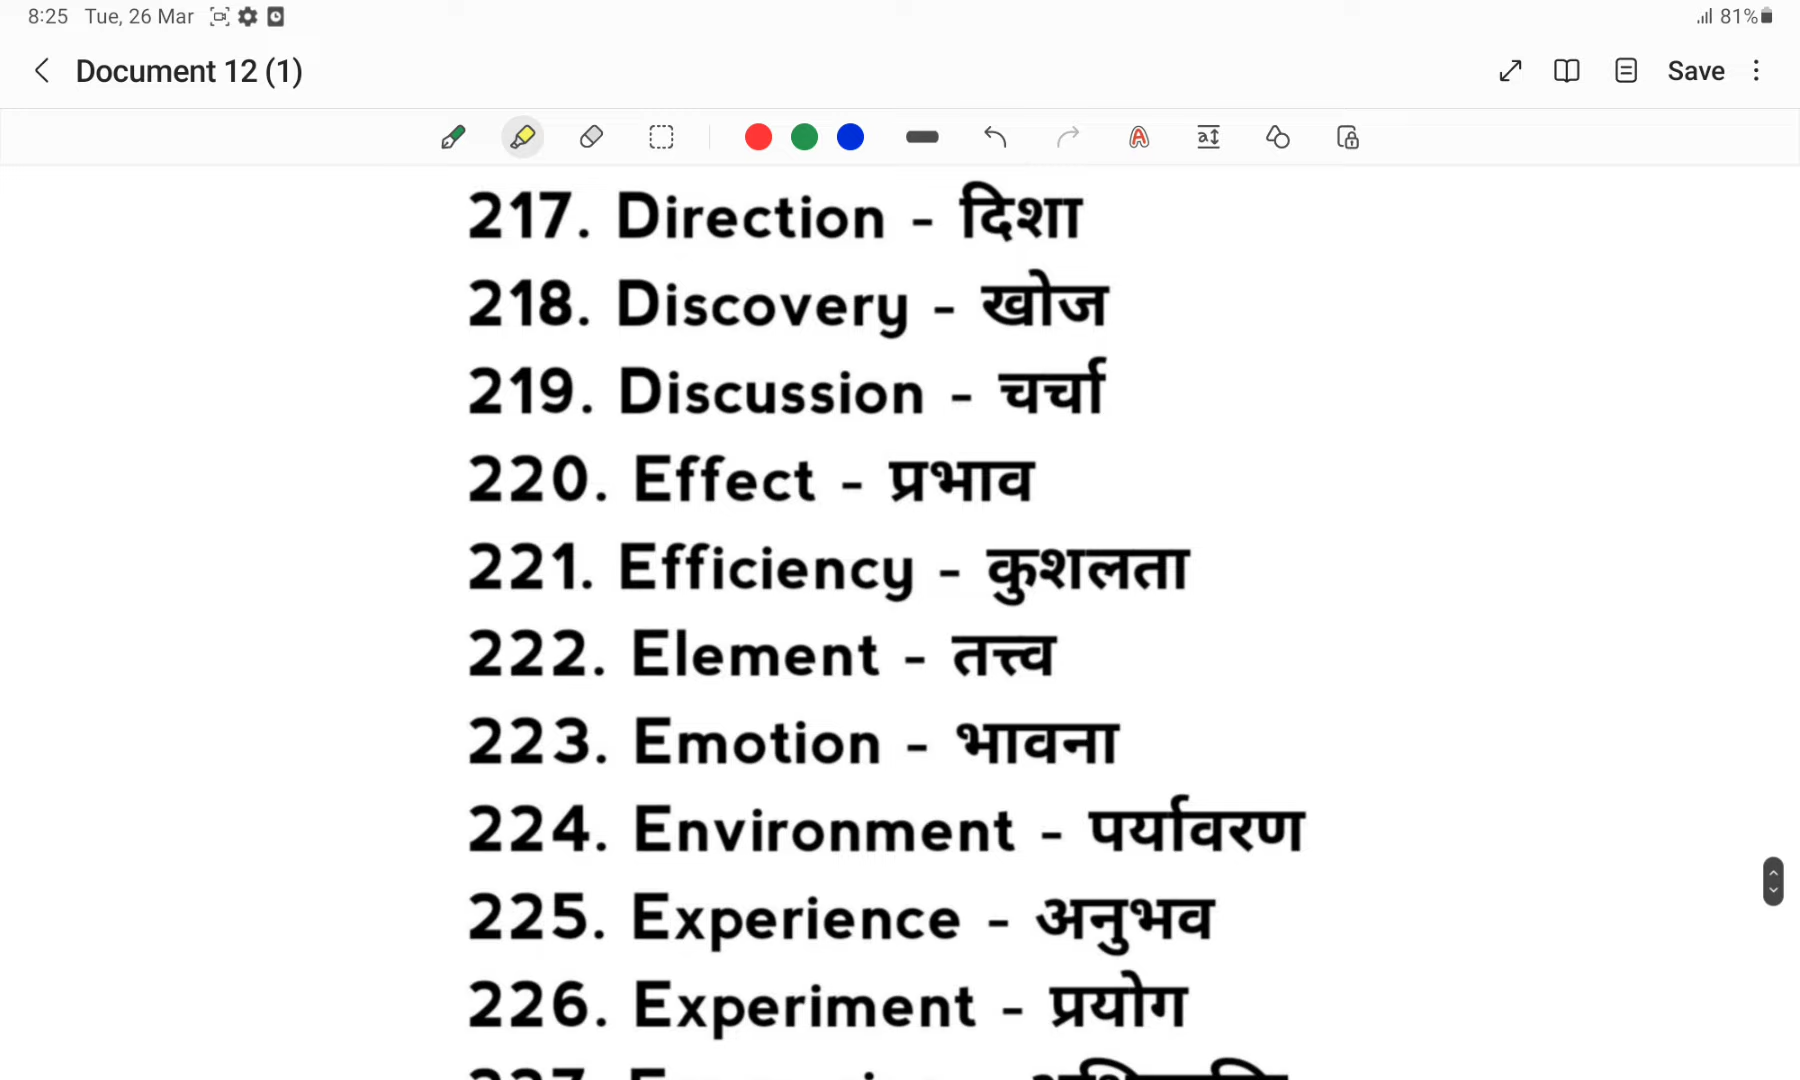 8:25 Tue, 26 Mar 81%
Document 12 (1) Save
217. Direction - दिशा
218. Discovery - खोज
219. Discussion - चर्चा
220. Effect - प्रभाव
221. Efficiency - कुशलता
222. Element - तत्त्व
223. Emotion - भावना
224. Environment - पर्यावरण
225. Experience - अनुभव
226. Experiment - प्रयोग